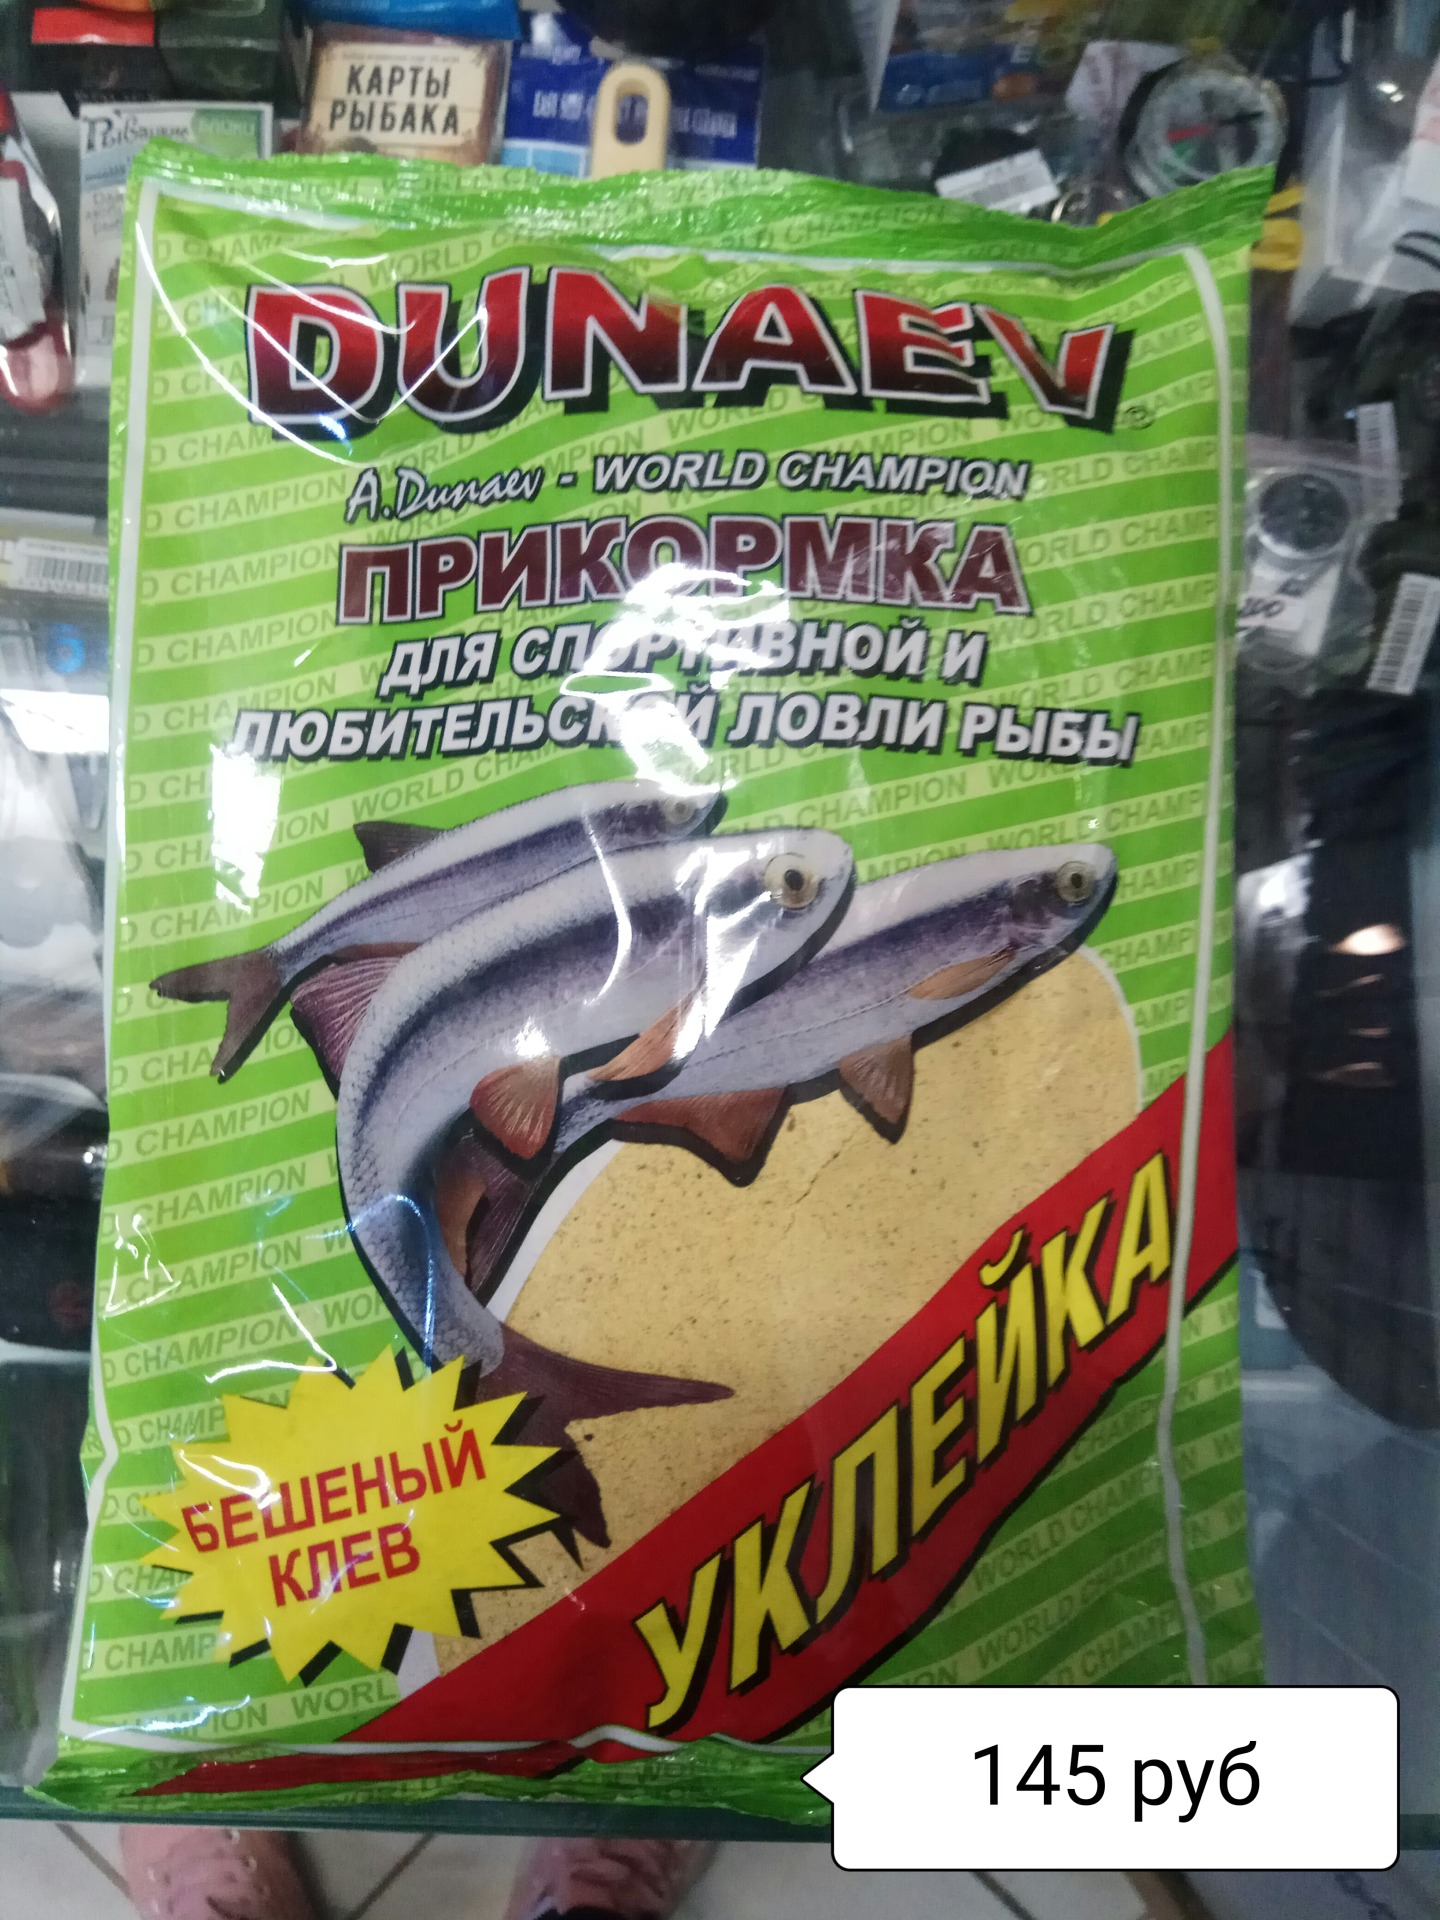 КАРТЫ
РЫБАКА
DUNAEV
A.Dunaev - WORLD CHAMPION
ПРИКОРМКА
ДЛЯ СПОРТИВНОЙ И
ЛЮБИТЕЛЬСКОЙ ЛОВЛИ РЫБЫ
УКЛЕЙКА
БЕШЕНЫЙ
КЛЕВ
145 руб